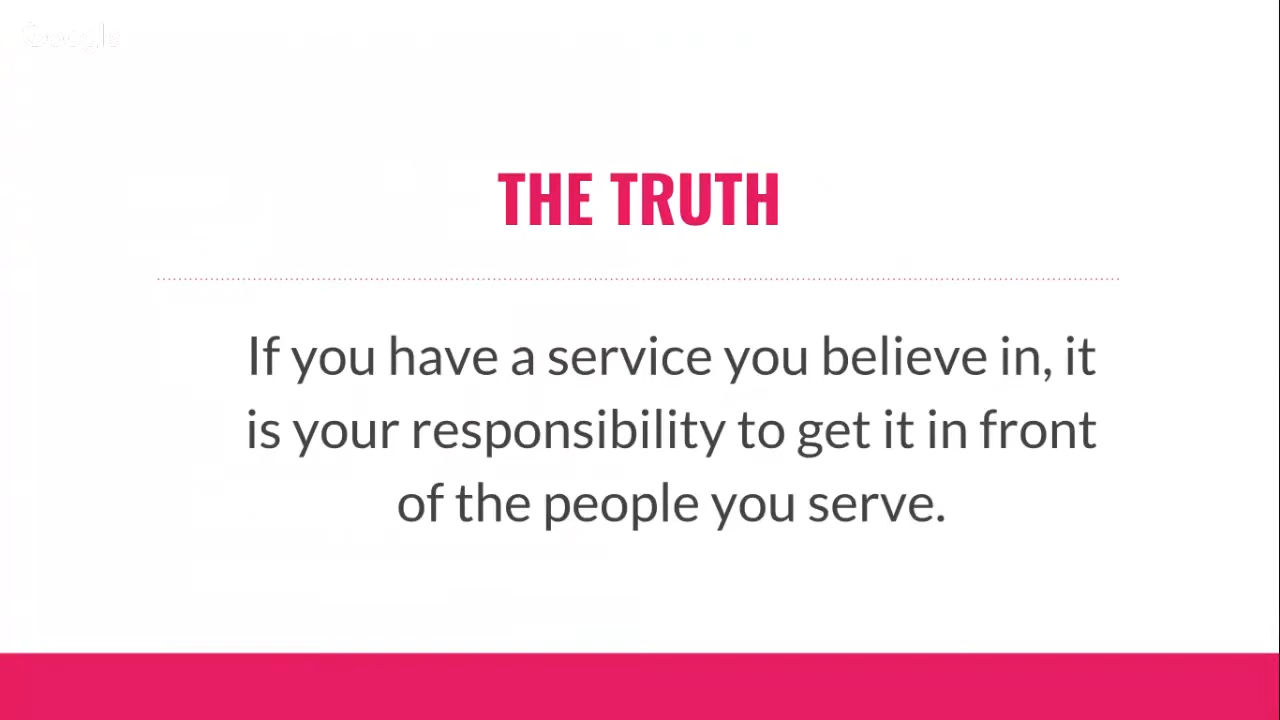 Google
THE TRUTH
If you have a service you believe in, it
is your responsibility to get it in front
of the people you serve.